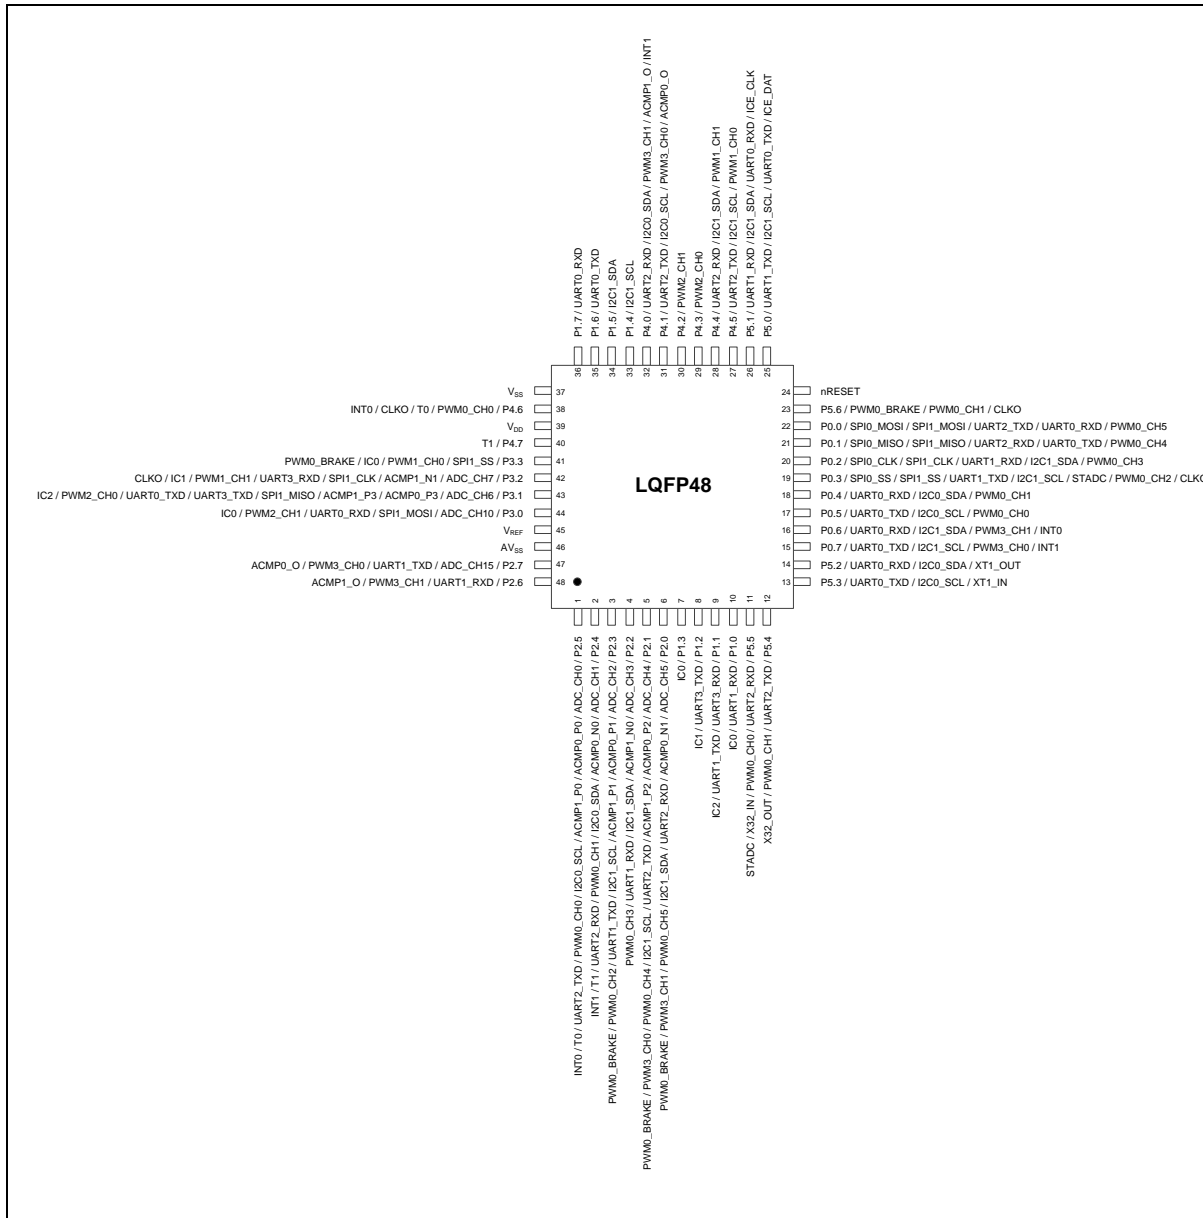 P1.7 / UART0_RXD
P1.6 / UART0_TXD
P1.5 / I2C1_SDA
P1.4 / I2C1_SCL
P4.0 / UART2_RXD / I2C0_SDA / PWM3_CH1 / ACMP1_O / INT1
P4.1 / UART2_TXD / I2C0_SCL / PWM3_CH0 / ACMP0_O
P4.2 / PWM2_CH1
P4.3 / PWM2_CH0
P4.4 / UART2_RXD / I2C1_SDA / PWM1_CH1
P4.5 / UART2_TXD / I2C1_SCL / PWM1_CH0
P5.1 / UART1_RXD / I2C1_SDA / UART0_RXD / ICE_CLK
P5.0 / UART1_TXD / I2C1_SCL / UART0_TXD / ICE_DAT
36
35
34
33
32
31
30
29
28
27
26
25
VSS 37
INT0 / CLKO / T0 / PWM0_CH0 / P4.6 38
VDD 39
T1 / P4.7 40
PWM0_BRAKE / IC0 / PWM1_CH0 / SPI1_SS / P3.3 41
CLKO / IC1 / PWM1_CH1 / UART3_RXD / SPI1_CLK / ACMP1_N1 / ADC_CH7 / P3.2 42
IC2 / PWM2_CH0 / UART0_TXD / UART3_TXD / SPI1_MISO / ACMP1_P3 / ACMP0_P3 / ADC_CH6 / P3.1 43
IC0 / PWM2_CH1 / UART0_RXD / SPI1_MOSI / ADC_CH10 / P3.0 44
VREF 45
AVSS 46
ACMP0_O / PWM3_CH0 / UART1_TXD / ADC_CH15 / P2.7 47
ACMP1_O / PWM3_CH1 / UART1_RXD / P2.6 48
LQFP48
24 nRESET
23 P5.6 / PWM0_BRAKE / PWM0_CH1 / CLKO
22 P0.0 / SPI0_MOSI / SPI1_MOSI / UART2_TXD / UART0_RXD / PWM0_CH5
21 P0.1 / SPI0_MISO / SPI1_MISO / UART2_RXD / UART0_TXD / PWM0_CH4
20 P0.2 / SPI0_CLK / SPI1_CLK / UART1_RXD / I2C1_SDA / PWM0_CH3
19 P0.3 / SPI0_SS / SPI1_SS / UART1_TXD / I2C1_SCL / STADC / PWM0_CH2 / CLKO
18 P0.4 / UART0_RXD / I2C0_SDA / PWM0_CH1
17 P0.5 / UART0_TXD / I2C0_SCL / PWM0_CH0
16 P0.6 / UART0_RXD / I2C1_SDA / PWM3_CH1 / INT0
15 P0.7 / UART0_TXD / I2C1_SCL / PWM3_CH0 / INT1
14 P5.2 / UART0_RXD / I2C0_SDA / XT1_OUT
13 P5.3 / UART0_TXD / I2C0_SCL / XT1_IN
1
2
3
4
5
6
7
8
9
10
11
12
INT0 / T0 / UART2_TXD / PWM0_CH0 / I2C0_SCL / ACMP1_P0 / ACMP0_P0 / ADC_CH0 / P2.5
INT1 / T1 / UART2_RXD / PWM0_CH1 / I2C0_SDA / ACMP0_N0 / ADC_CH1 / P2.4
PWM0_BRAKE / PWM0_CH2 / UART1_TXD / I2C1_SCL / ACMP1_P1 / ACMP0_P1 / ADC_CH2 / P2.3
PWM0_CH3 / UART1_RXD / I2C1_SDA / ACMP1_N0 / ADC_CH3 / P2.2
PWM0_BRAKE / PWM3_CH0 / PWM0_CH4 / I2C1_SCL / UART2_TXD / ACMP1_P2 / ACMP0_P2 / ADC_CH4 / P2.1
PWM0_BRAKE / PWM3_CH1 / PWM0_CH5 / I2C1_SDA / UART2_RXD / ACMP0_N1 / ADC_CH5 / P2.0
IC0 / P1.3
IC1 / UART3_TXD / P1.2
IC2 / UART1_TXD / UART3_RXD / P1.1
IC0 / UART1_RXD / P1.0
STADC / X32_IN / PWM0_CH0 / UART2_RXD / P5.5
X32_OUT / PWM0_CH1 / UART2_TXD / P5.4